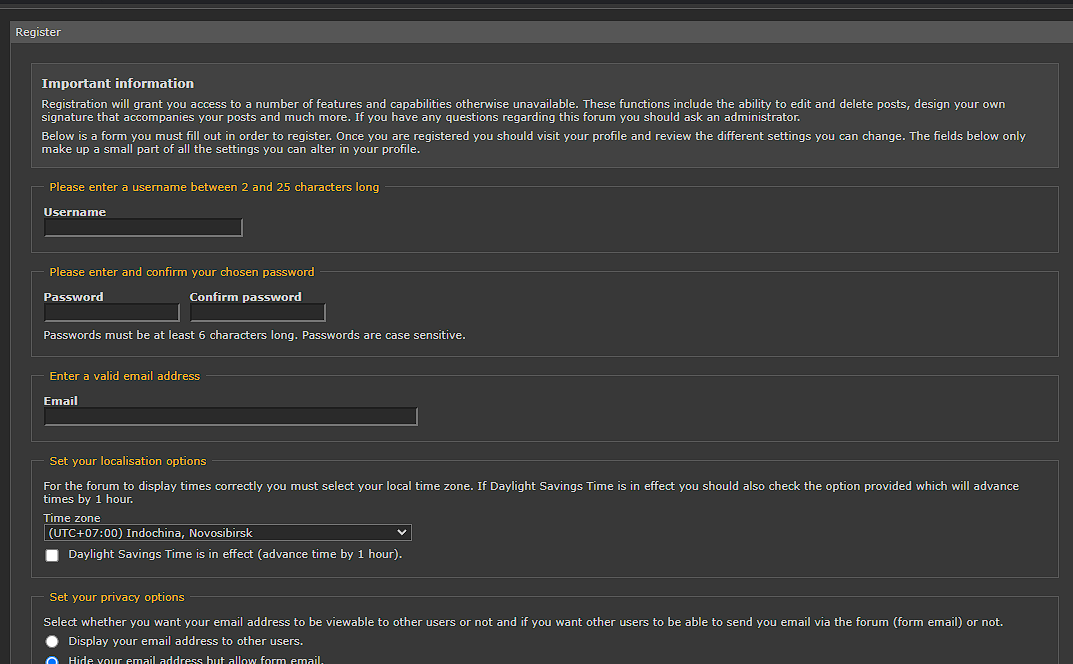 Register
Important information
Registration will grant you access to a number of features and capabilities otherwise unavailable. These functions include the ability to edit and delete posts, design your own
signature that accompanies your posts and much more. If you have any questions regarding this forum you should ask an administrator.
Below is a form you must fill out in order to register. Once you are registered you should visit your profile and review the different settings you can change. The fields below only
make up a small part of all the settings you can alter in your profile.
Please enter a username between 2 and 25 characters long
Username
Please enter and confirm your chosen password
Password Confirm password
Passwords must be at least 6 characters long. Passwords are case sensitive.
Enter a valid email address
Email
Set your localisation options
For the forum to display times correctly you must select your local time zone. If Daylight Savings Time is in effect you should also check the option provided which will advance
times by 1 hour.
Time zone
(UTC+07:00) Indochina, Novosibirsk
Daylight Savings Time is in effect (advance time by 1 hour).
Set your privacy options
Select whether you want your email address to be viewable to other users or not and if you want other users to be able to send you email via the forum (form email) or not.
Display your email address to other users.
Hide your email address but allow form email.